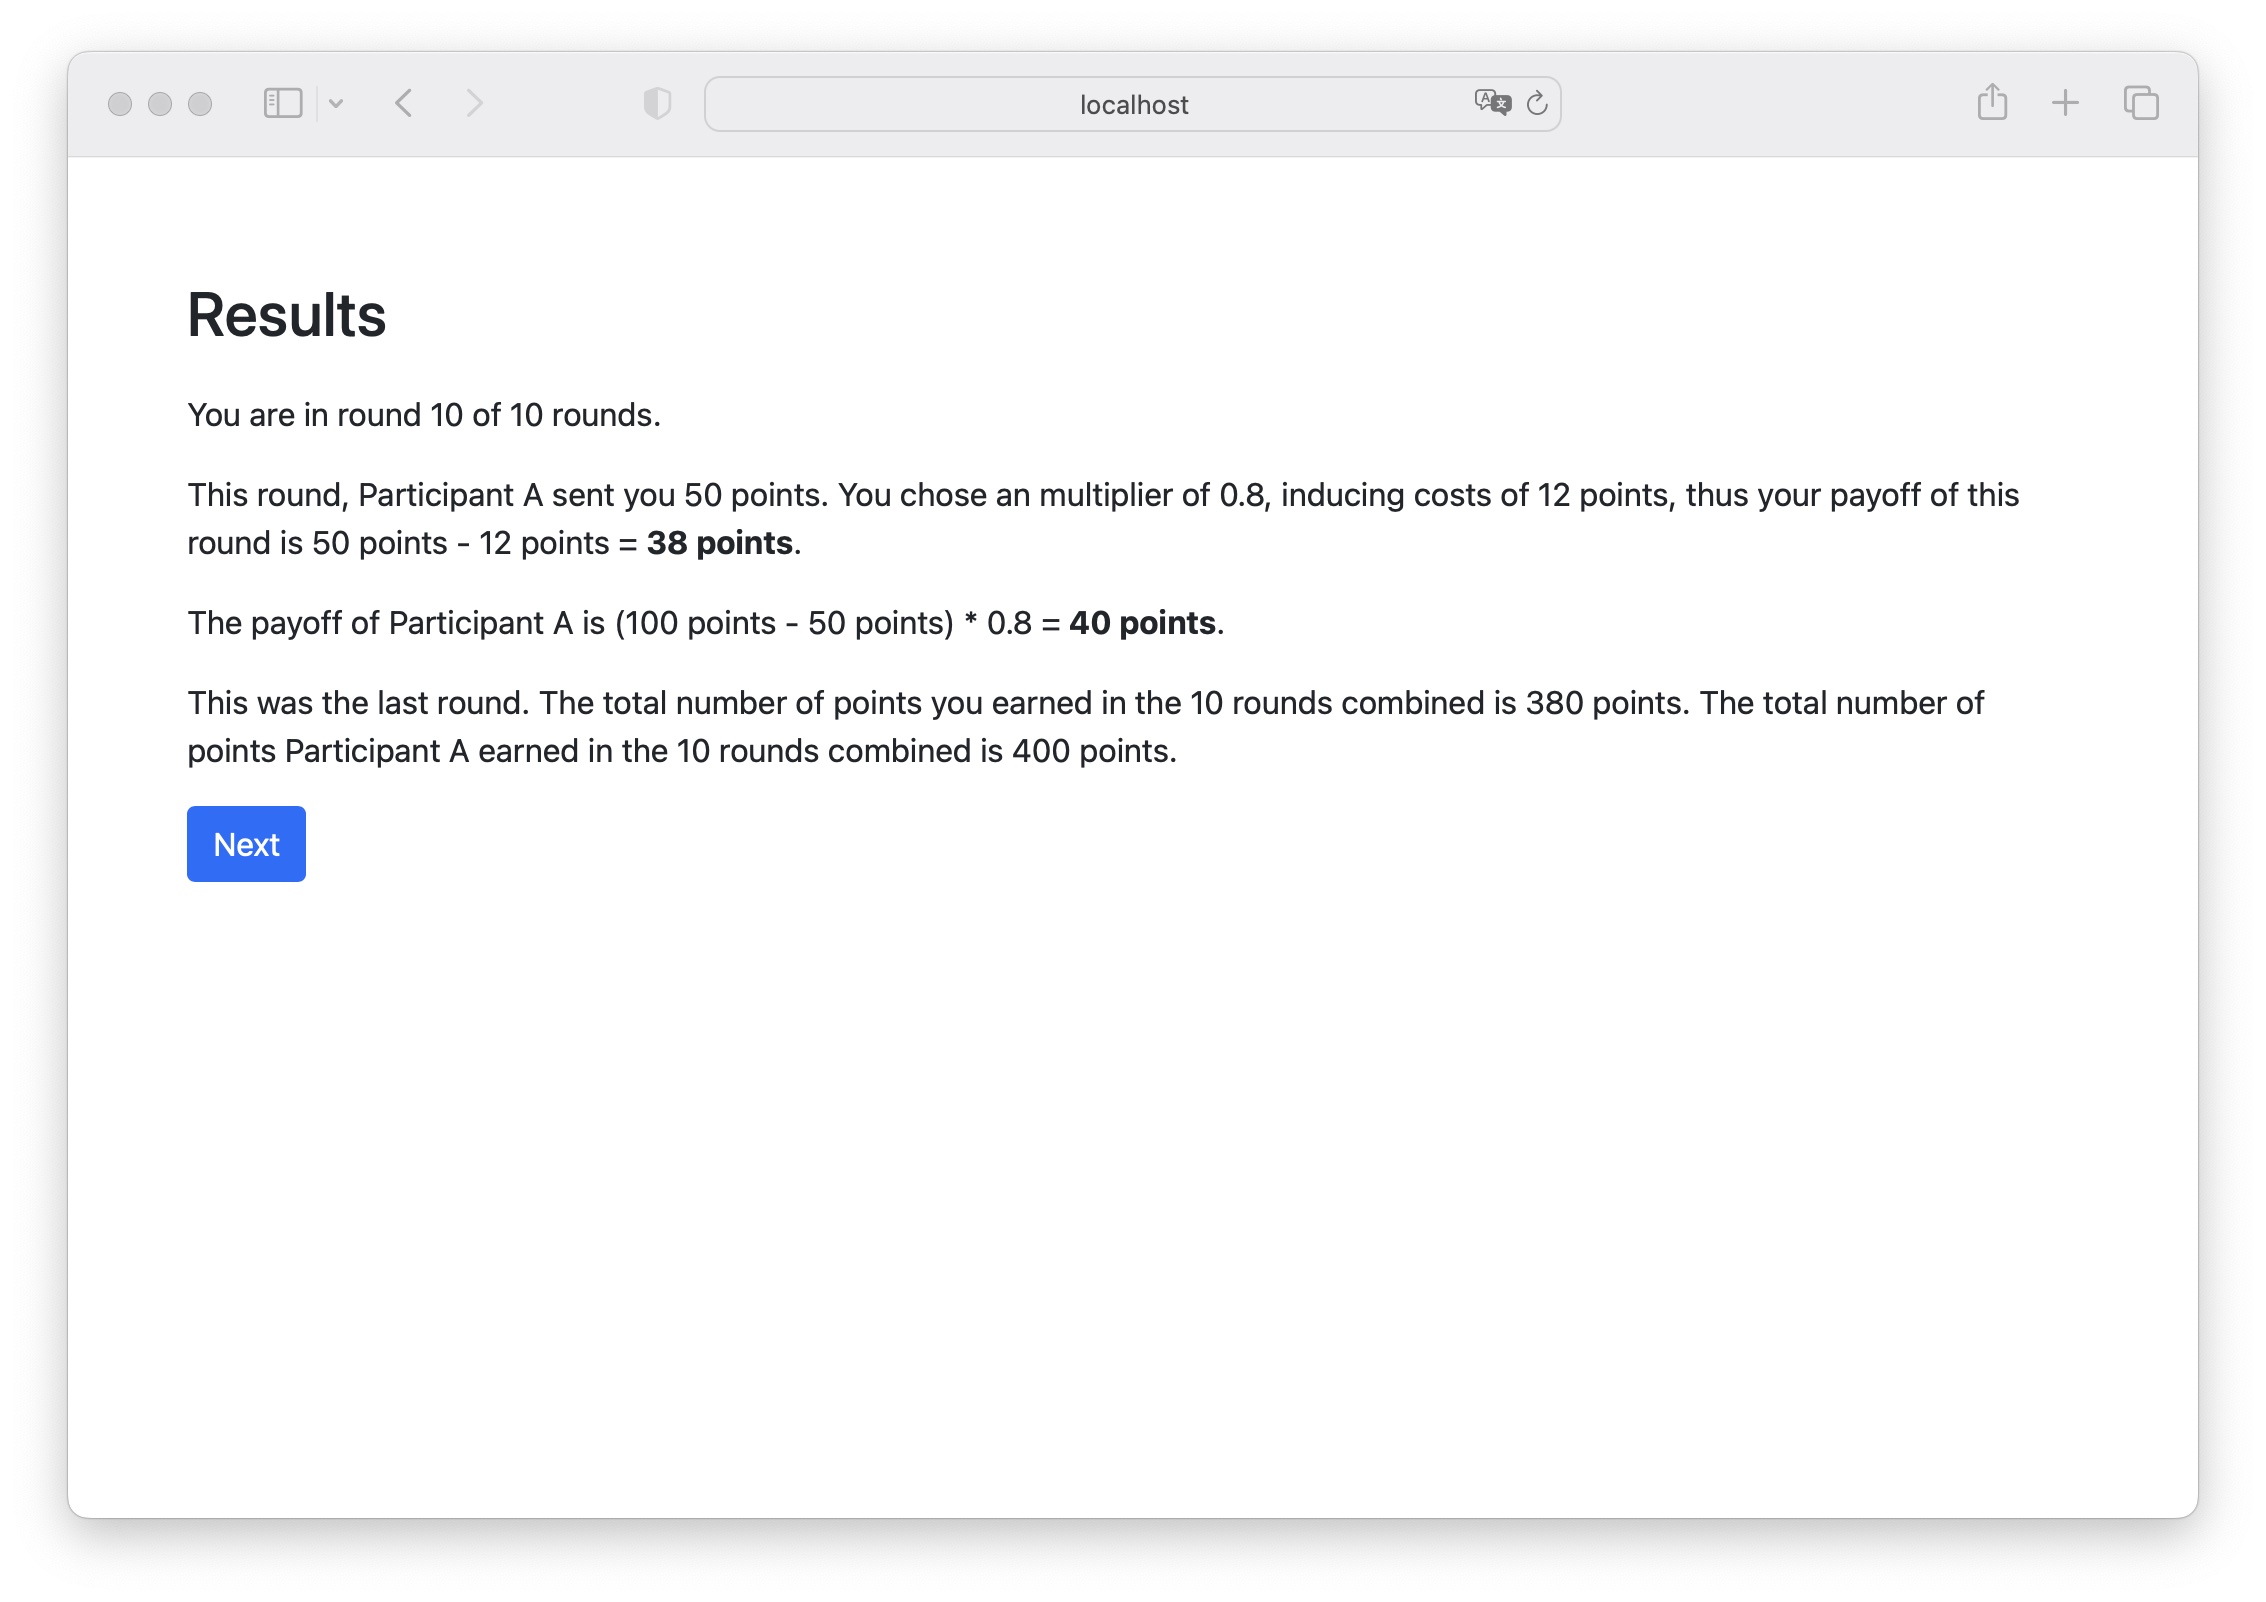 localhost
Results
You are in round 10 of 10 rounds.
This round, Participant A sent you 50 points. You chose an multiplier of 0.8, inducing costs of 12 points, thus your payoff of this
round is 50 points - 12 points = 38 points.
The payoff of Participant A is (100 points - 50 points) * 0.8 = 40 points.
This was the last round. The total number of points you earned in the 10 rounds combined is 380 points. The total number of
points Participant A earned in the 10 rounds combined is 400 points.
Next